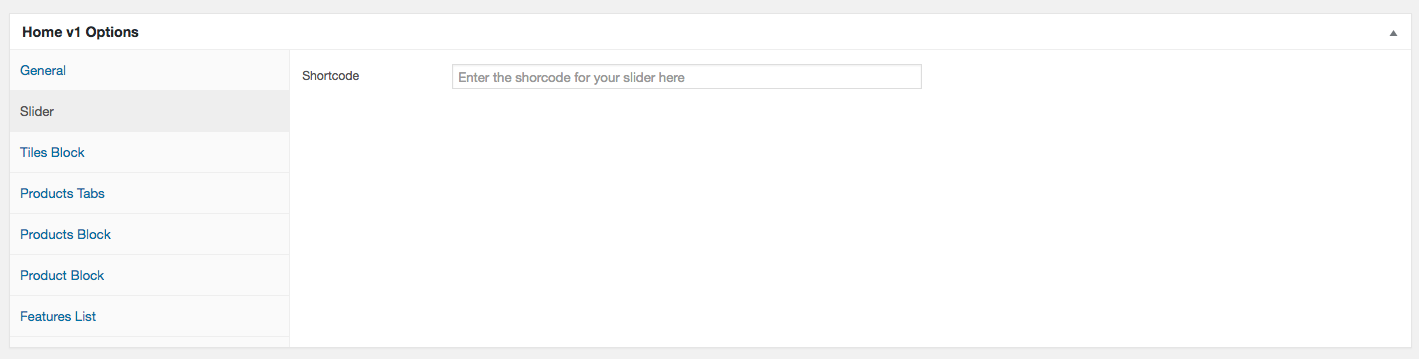 Home v1 Options
General
Slider
Tiles Block
Products Tabs
Products Block
Product Block
Features List
Shortcode
Enter the shorcode for your slider here